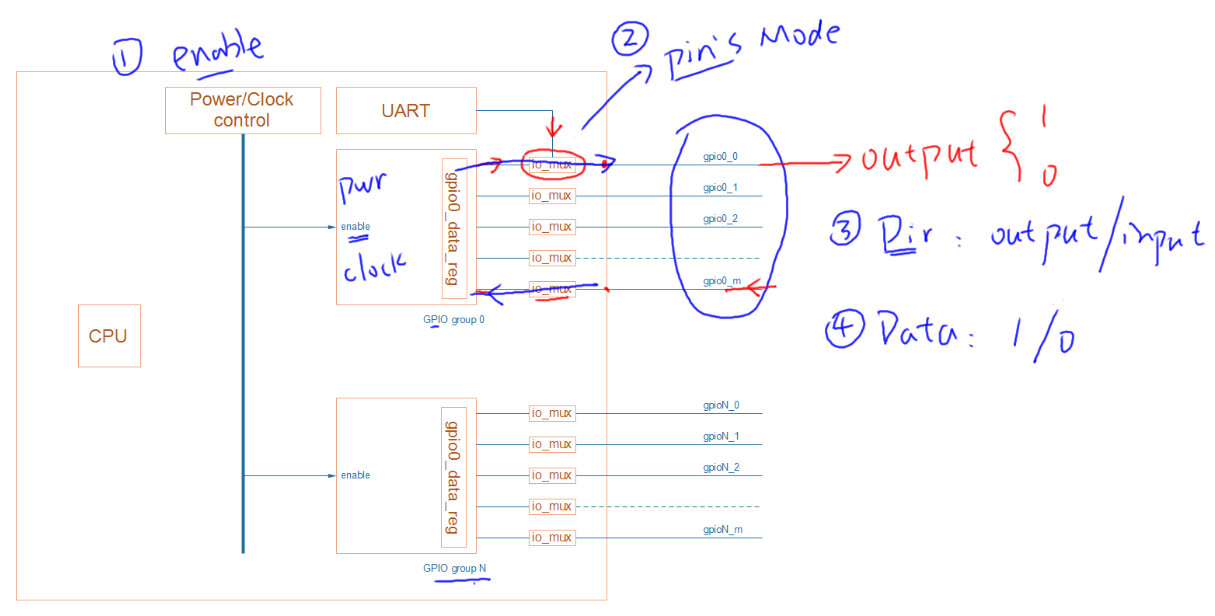 ① enable
② pin's Mode
Power/Clock control
UART
io_mux
gpio0_0
output { 1 0
pwr
gpio0_data_reg
io_mux
gpio0_1
enable
io_mux
gpio0_2
③ Dir : output/input
clock
io_mux
io_mux
gpio0_m
GPIO group 0
④ Data: 1/0
CPU
io_mux
gpioN_0
gpio0_data_reg
io_mux
gpioN_1
enable
io_mux
gpioN_2
io_mux
io_mux
gpioN_m
GPIO group N